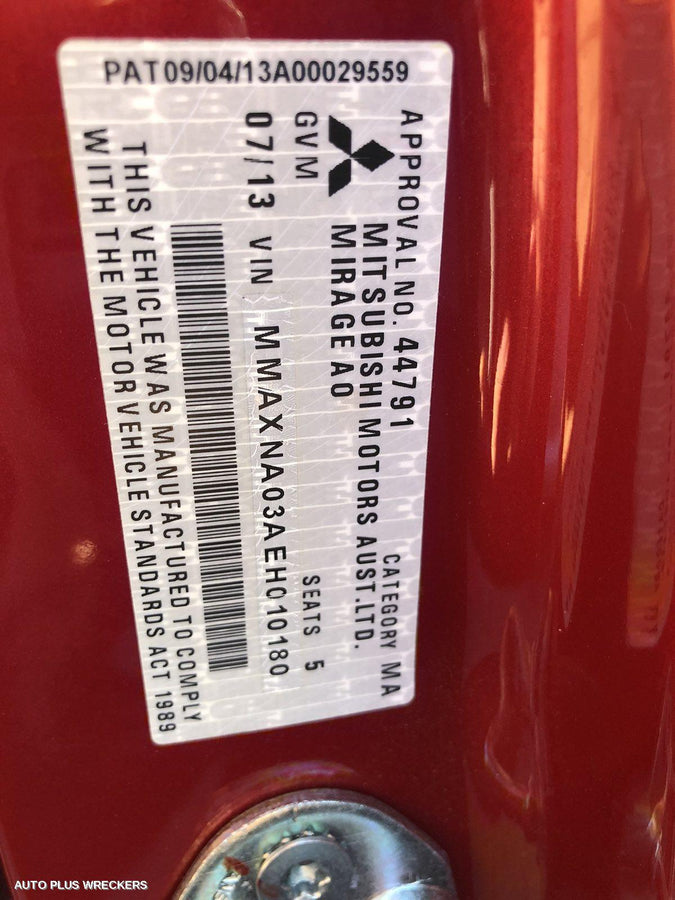 PAT09/04/13A00029559
APPROVAL NO. 44791 CATEGORY MA
MITSUBISHI MOTORS AUST.LTD.
MIRAGE AO
GVM SEATS 5
07/13 VIN MMAXNA03AEH010180
THIS VEHICLE WAS MANUFACTURED TO COMPLY
WITH THE MOTOR VEHICLE STANDARDS ACT 1989
AUTO PLUS WRECKERS